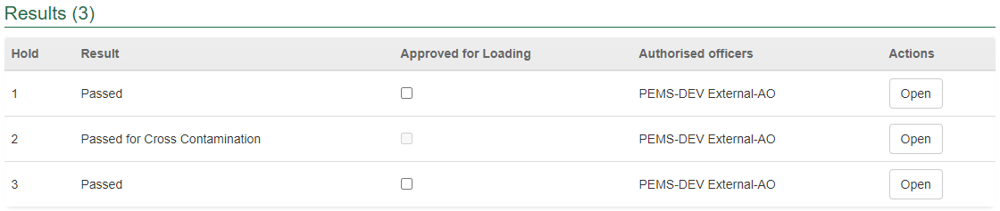 Results (3)
Hold Result Approved for Loading Authorised officers Actions
1 Passed PEMS-DEV External-AO Open
2 Passed for Cross Contamination PEMS-DEV External-AO Open
3 Passed PEMS-DEV External-AO Open